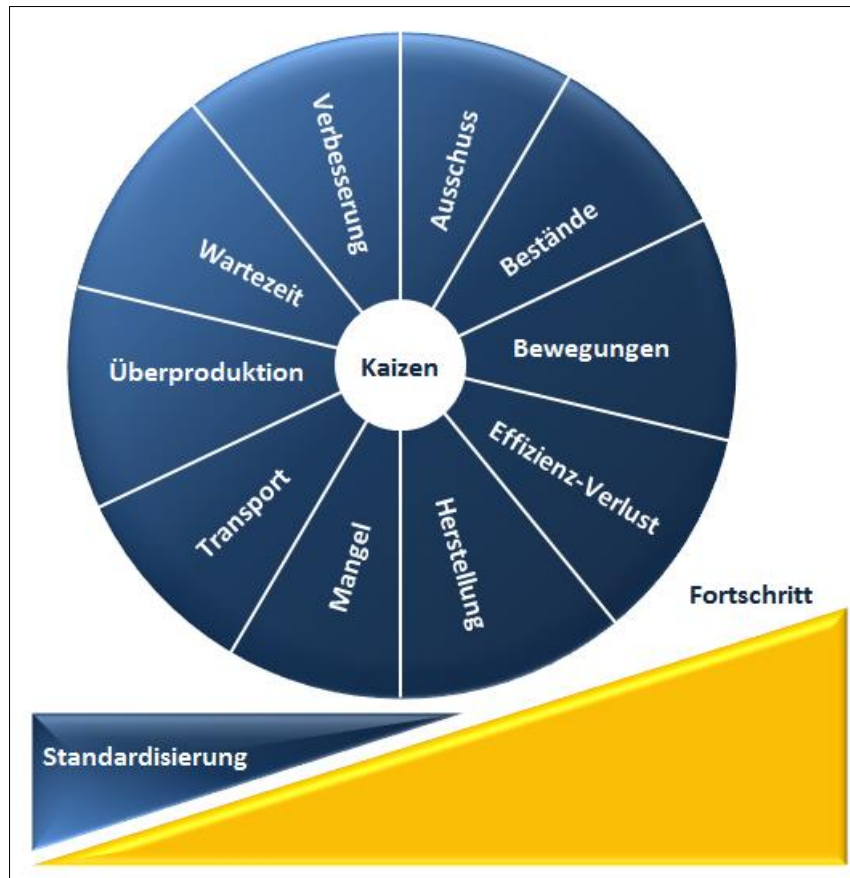 Verbesserung
Ausschuss
Wartezeit
Bestände
Überproduktion
Kaizen
Bewegungen
Transport
Mangel
Herstellung
Effizienz-Verlust
Fortschritt
Standardisierung